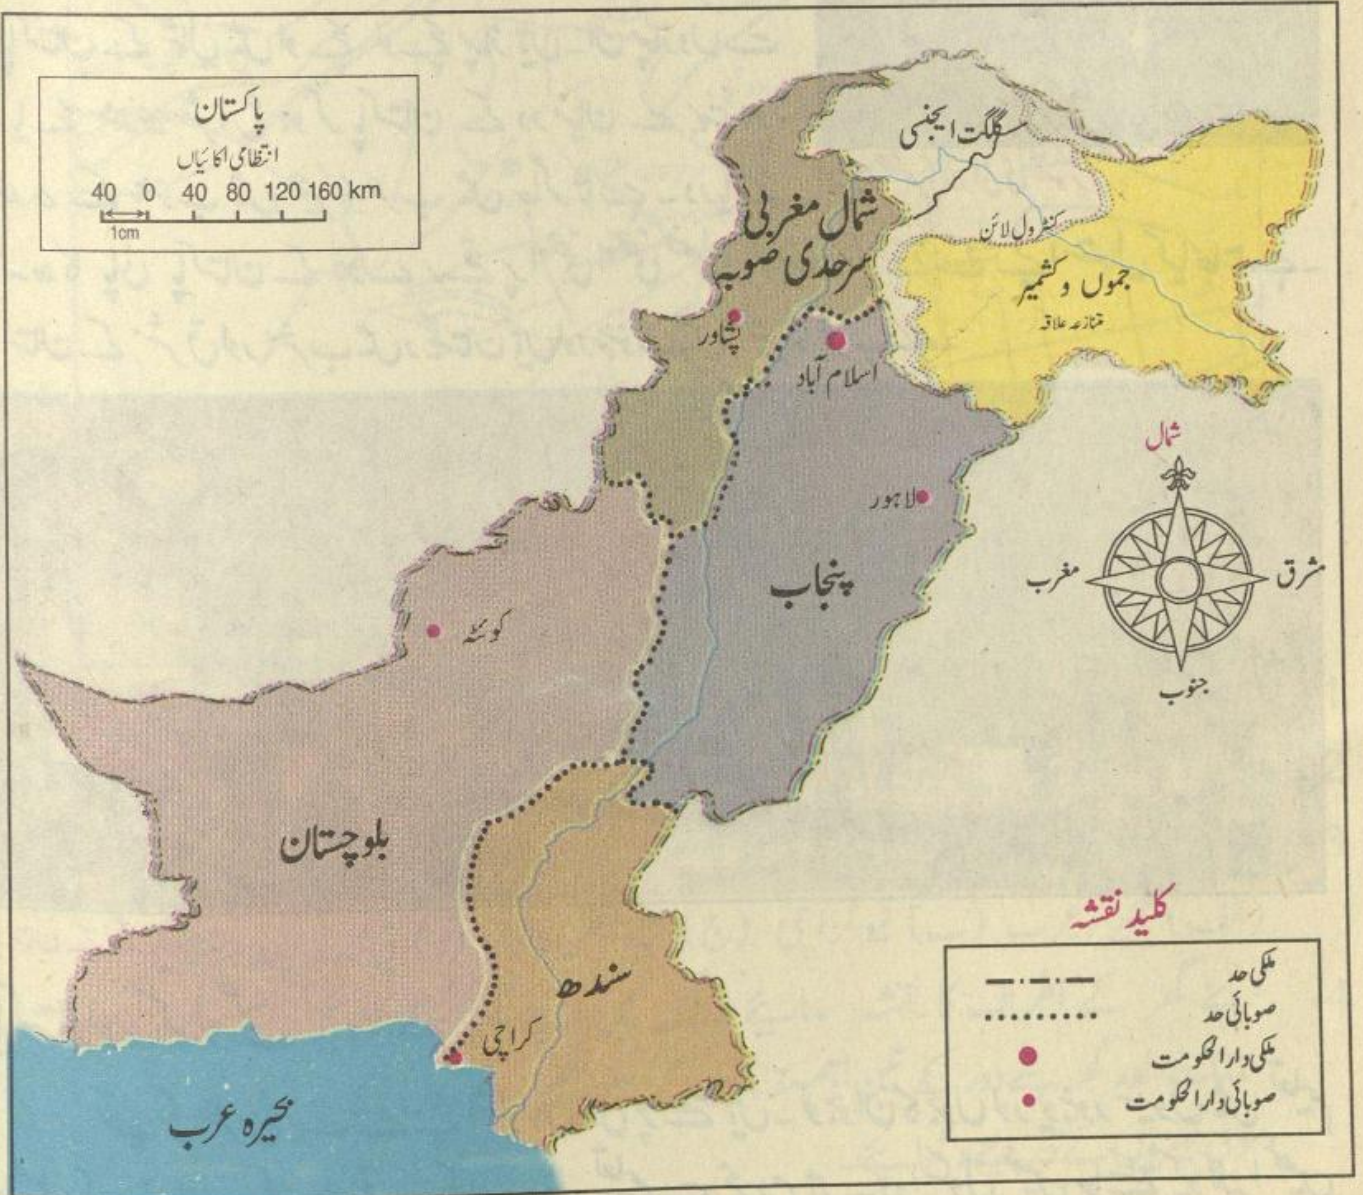 پاکستان
انتظامی اکائیاں
40 0 40 80 120 160 km
1cm
گلگت ایجنسی
شمال مغربی
سرحدی صوبہ
کنٹرول لائن
جموں و کشمیر
متنازعہ علاقہ
پشاور
اسلام آباد
شمال
لاہور
مغرب
مشرق
پنجاب
کوئٹہ
جنوب
بلوچستان
کلید نقشہ
ملکی حد
صوبائی حد
ملکی دارالحکومت
صوبائی دارالحکومت
سندھ
کراچی
بحیرہ عرب